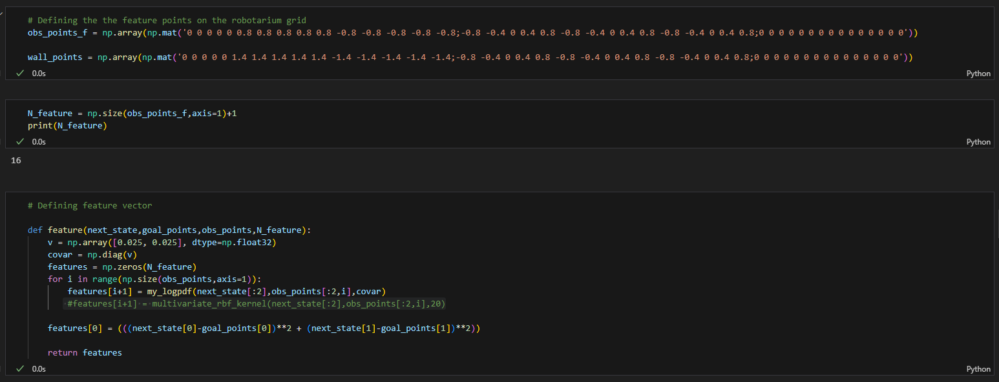 # Defining the the feature points on the robotarium grid
obs_points_f = np.array(np.mat('0 0 0 0 0 0.8 0.8 0.8 0.8 0.8 -0.8 -0.8 -0.8 -0.8 -0.8;-0.8 -0.4 0 0.4 0.8 -0.8 -0.4 0 0.4 0.8 -0.8 -0.4 0 0.4 0.8;0 0 0 0 0 0 0 0 0 0 0 0 0 0 0'))
wall_points = np.array(np.mat('0 0 0 0 0 1.4 1.4 1.4 1.4 1.4 -1.4 -1.4 -1.4 -1.4 -1.4;-0.8 -0.4 0 0.4 0.8 -0.8 -0.4 0 0.4 0.8 -0.8 -0.4 0 0.4 0.8;0 0 0 0 0 0 0 0 0 0 0 0 0 0 0'))
0.0s
Python
N_feature = np.size(obs_points_f,axis=1)+1
print(N_feature)
0.0s
Python
16
# Defining feature vector
def feature(next_state,goal_points,obs_points,N_feature):
v = np.array([0.025, 0.025], dtype=np.float32)
covar = np.diag(v)
features = np.zeros(N_feature)
for i in range(np.size(obs_points,axis=1)):
features[i+1] = my_logpdf(next_state[:2],obs_points[:2,i],covar)
#features[i+1] = multivariate_rbf_kernel(next_state[:2],obs_points[:2,i],20)
features[0] = (((next_state[0]-goal_points[0])**2 + (next_state[1]-goal_points[1])**2))
return features
0.0s
Python